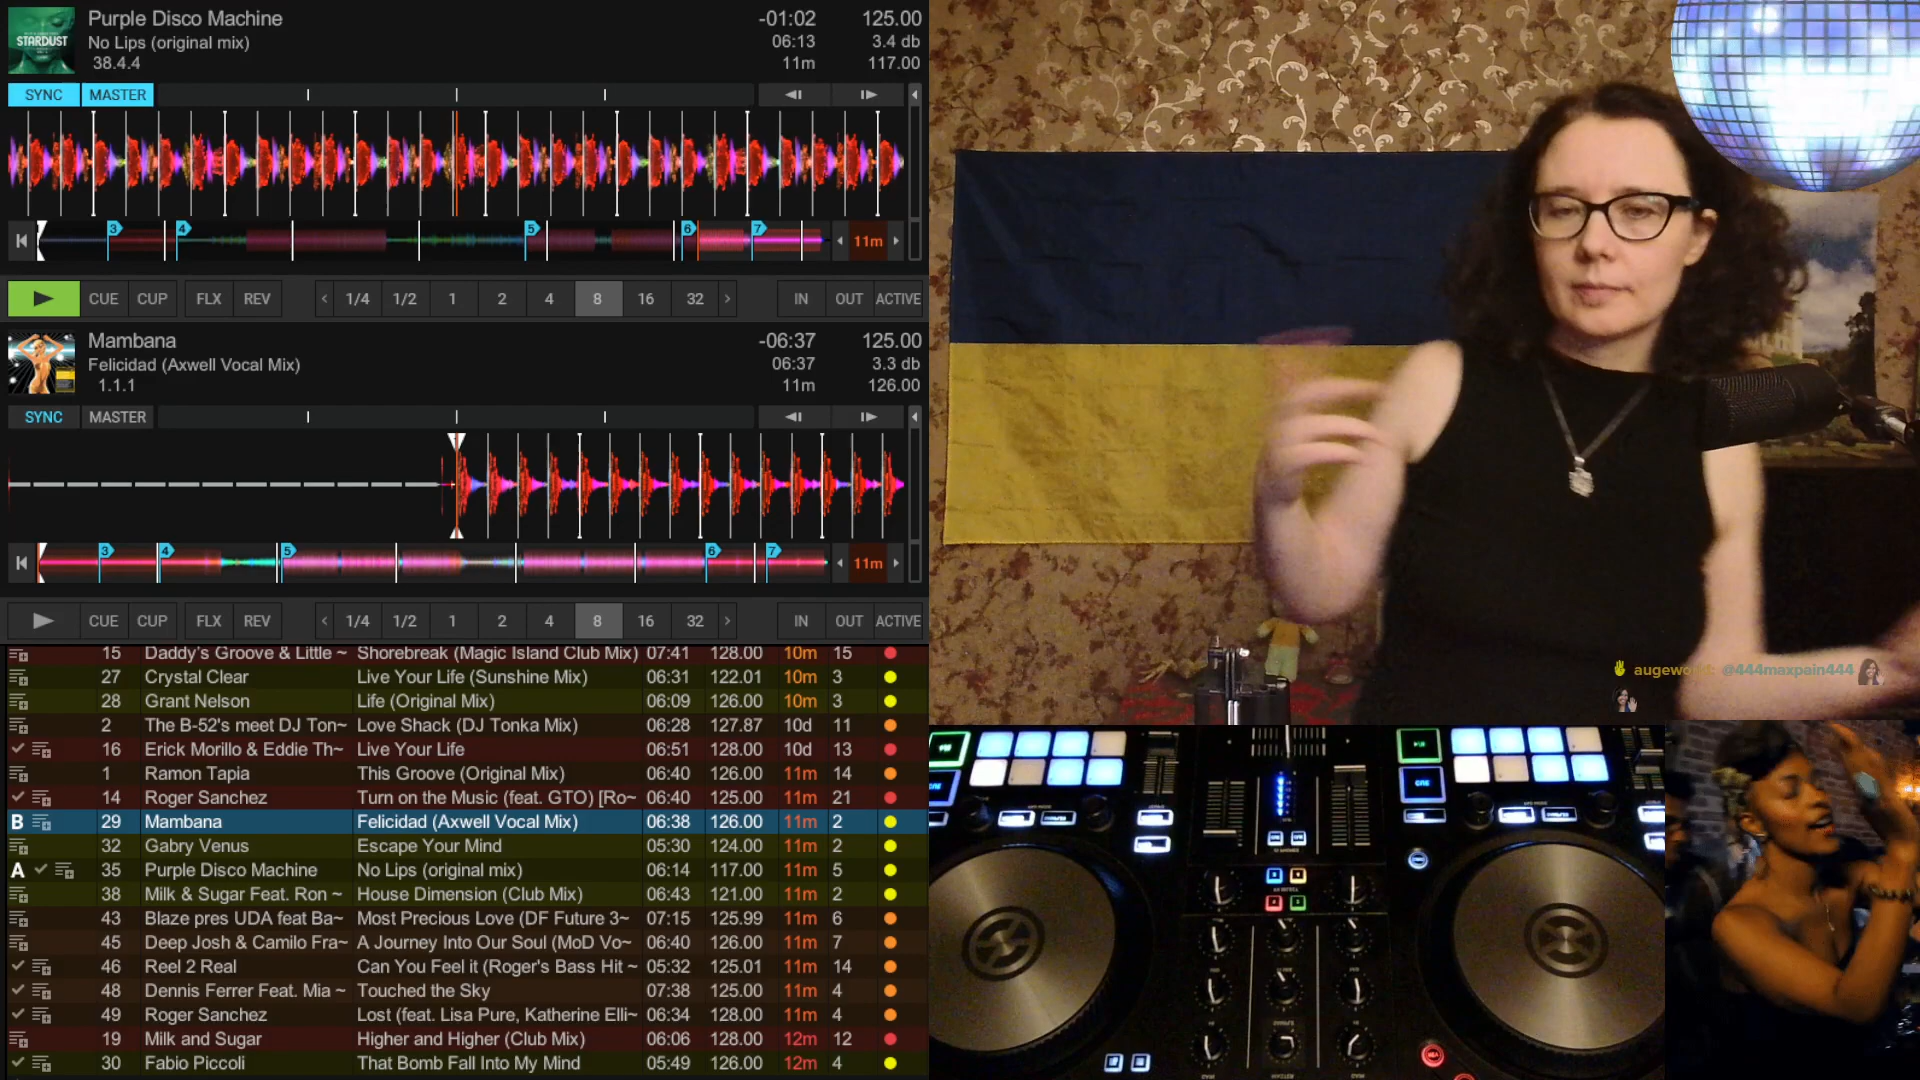 STARDUST
Purple Disco Machine
No Lips (original mix)
38.4.4
-01:02 125.00
06:13 3.4 db
11m 117.00
SYNC MASTER
3 4 5 6 7
11m
CUE CUP FLX REV 1/4 1/2 1 2 4 8 16 32 IN OUT ACTIVE
Mambana
Felicidad (Axwell Vocal Mix)
1.1.1
-06:37 125.00
06:37 3.3 db
11m 126.00
SYNC MASTER
3 4 5 6 7
11m
CUE CUP FLX REV 1/4 1/2 1 2 4 8 16 32 IN OUT ACTIVE
15 Daddy's Groove & Little ~ Shorebreak (Magic Island Club Mix) 07:41 128.00 10m 15
27 Crystal Clear Live Your Life (Sunshine Mix) 06:31 122.01 10m 3
28 Grant Nelson Life (Original Mix) 06:09 126.00 10m 3
2 The B-52's meet DJ Ton~ Love Shack (DJ Tonka Mix) 06:28 127.87 10d 11
16 Erick Morillo & Eddie Th~ Live Your Life 06:51 128.00 10d 13
1 Ramon Tapia This Groove (Original Mix) 06:40 126.00 11m 14
14 Roger Sanchez Turn on the Music (feat. GTO) [Ro~ 06:40 125.00 11m 21
B 29 Mambana Felicidad (Axwell Vocal Mix) 06:38 126.00 11m 2
32 Gabry Venus Escape Your Mind 05:30 124.00 11m 2
A 35 Purple Disco Machine No Lips (original mix) 06:14 117.00 11m 5
38 Milk & Sugar Feat. Ron ~ House Dimension (Club Mix) 06:43 121.00 11m 2
43 Blaze pres UDA feat Ba~ Most Precious Love (DF Future 3~ 07:15 125.99 11m 6
45 Deep Josh & Camilo Fra~ A Journey Into Our Soul (MoD Vo~ 06:40 126.00 11m 7
46 Reel 2 Real Can You Feel it (Roger's Bass Hit ~ 05:32 125.01 11m 14
48 Dennis Ferrer Feat. Mia ~ Touched the Sky 07:38 125.00 11m 4
49 Roger Sanchez Lost (feat. Lisa Pure, Katherine Elli~ 06:34 128.00 11m 4
19 Milk and Sugar Higher and Higher (Club Mix) 06:06 128.00 12m 12
30 Fabio Piccoli That Bomb Fall Into My Mind 05:49 126.00 12m 4
@444maxpain444